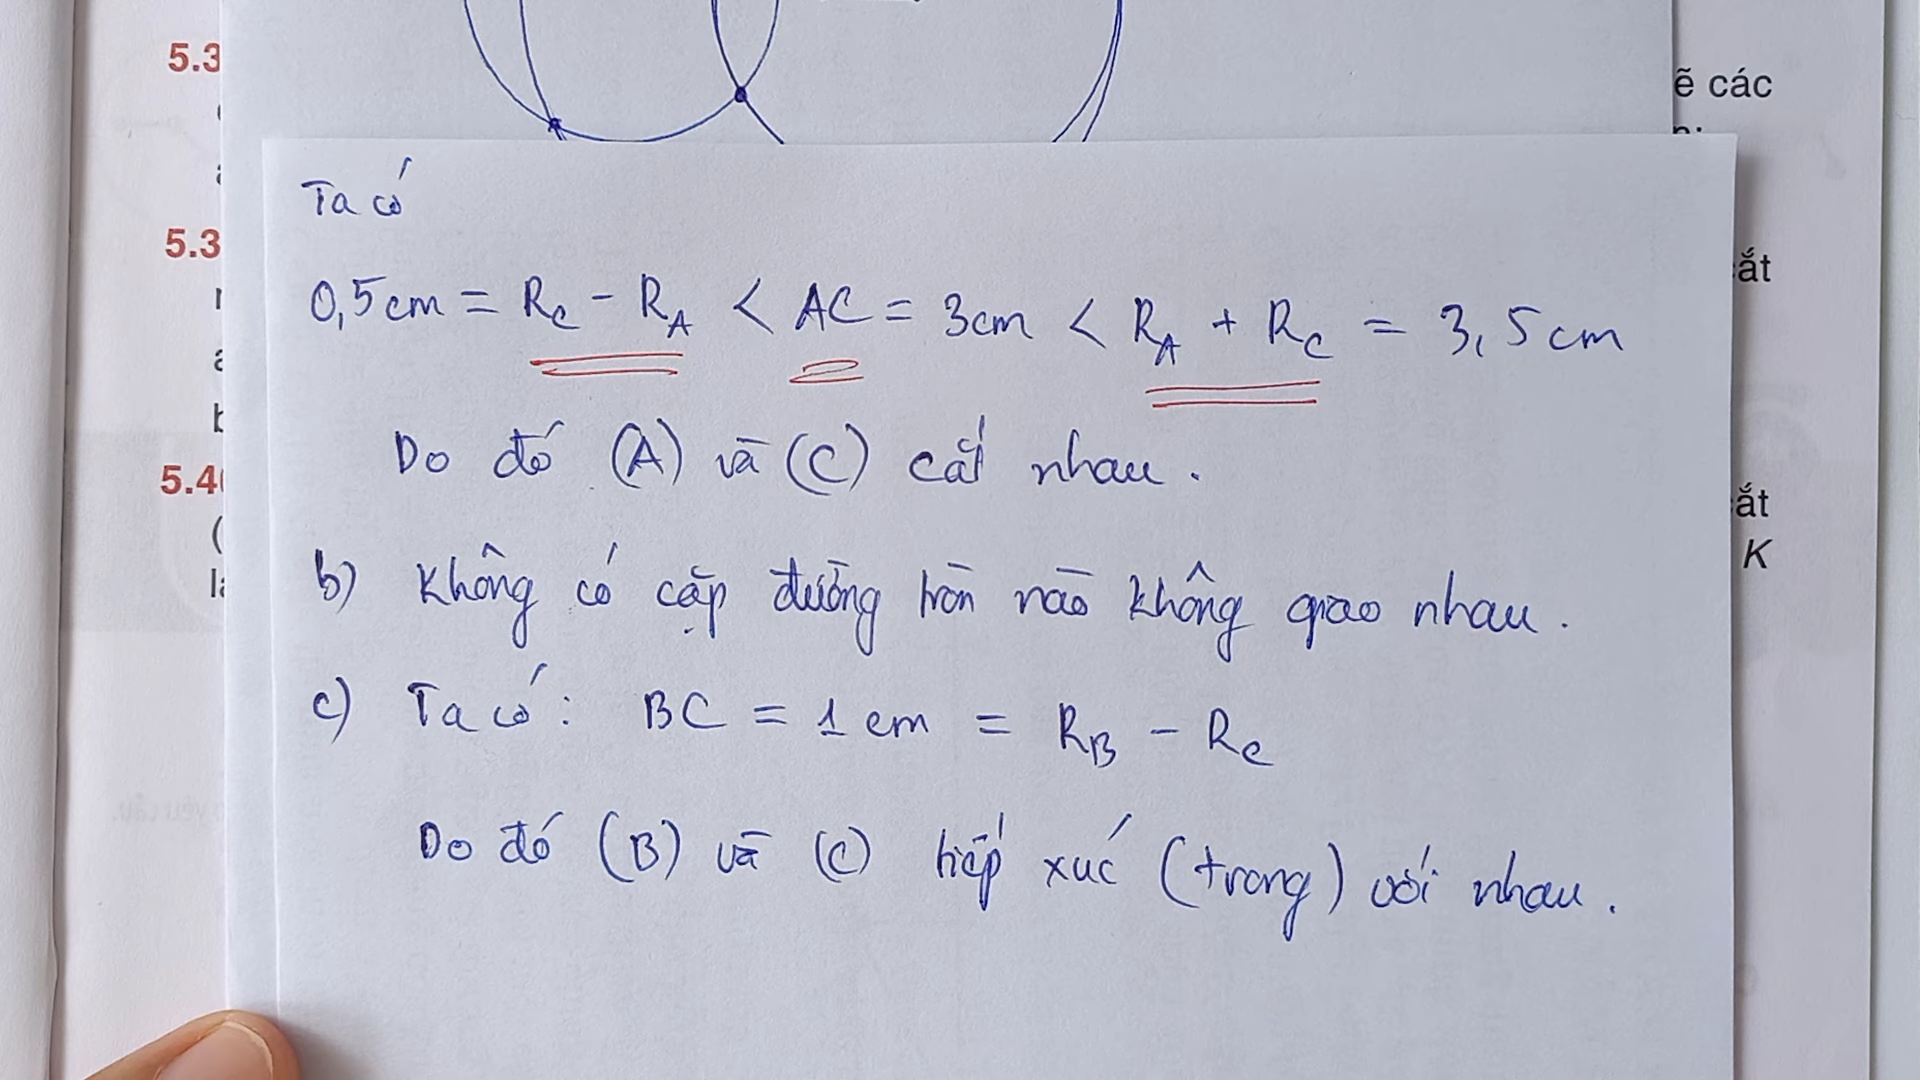 5.3
ẽ các
Ta có
5.3
ắt
0,5cm = R_C - R_A < AC = 3cm < R_A + R_C = 3,5cm
b
Do đó (A) và (C) cắt nhau.
5.4
ắt
(
K
b) Không có cặp đường tròn nào không giao nhau.
c) Ta có: BC = 1 cm = R_B - R_C
Do đó (B) và (C) tiếp xúc (trong) với nhau.